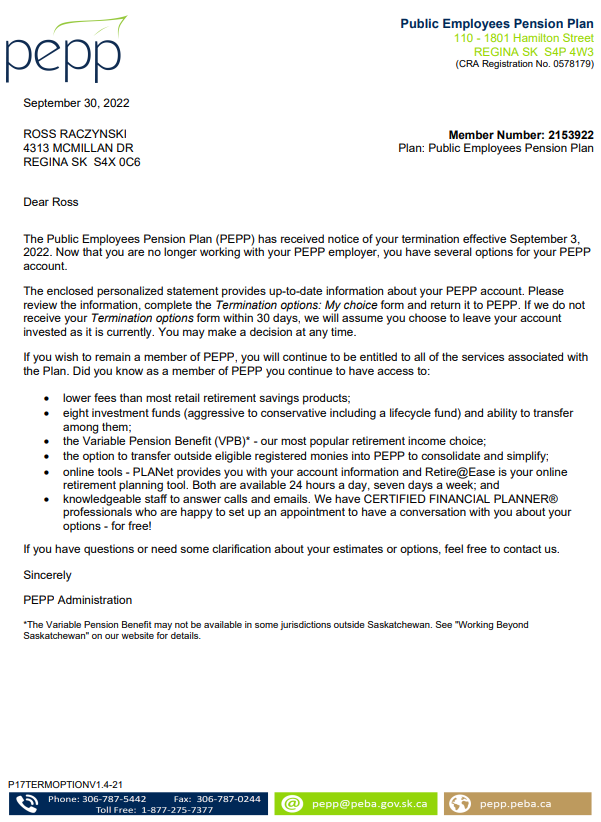 pepp
Public Employees Pension Plan
110 - 1801 Hamilton Street
REGINA SK S4P 4W3
(CRA Registration No. 0578179)
September 30, 2022
ROSS RACZYNSKI
4313 MCMILLAN DR
REGINA SK S4X 0C6
Member Number: 2153922
Plan: Public Employees Pension Plan
Dear Ross
The Public Employees Pension Plan (PEPP) has received notice of your termination effective September 3,
2022. Now that you are no longer working with your PEPP employer, you have several options for your PEPP
account.
The enclosed personalized statement provides up-to-date information about your PEPP account. Please
review the information, complete the Termination options: My choice form and return it to PEPP. If we do not
receive your Termination options form within 30 days, we will assume you choose to leave your account
invested as it is currently. You may make a decision at any time.
If you wish to remain a member of PEPP, you will continue to be entitled to all of the services associated with
the Plan. Did you know as a member of PEPP you continue to have access to:
• lower fees than most retail retirement savings products;
• eight investment funds (aggressive to conservative including a lifecycle fund) and ability to transfer
among them;
• the Variable Pension Benefit (VPB)* - our most popular retirement income choice;
• the option to transfer outside eligible registered monies into PEPP to consolidate and simplify;
• online tools - PLANet provides you with your account information and Retire@Ease is your online
retirement planning tool. Both are available 24 hours a day, seven days a week; and
• knowledgeable staff to answer calls and emails. We have CERTIFIED FINANCIAL PLANNER®
professionals who are happy to set up an appointment to have a conversation with you about your
options - for free!
If you have questions or need some clarification about your estimates or options, feel free to contact us.
Sincerely
PEPP Administration
*The Variable Pension Benefit may not be available in some jurisdictions outside Saskatchewan. See "Working Beyond
Saskatchewan" on our website for details.
P17TERMOPTIONV1.4-21
Phone: 306-787-5442 Fax: 306-787-0244
Toll Free: 1-877-275-7377
pepp@peba.gov.sk.ca
pepp.peba.ca